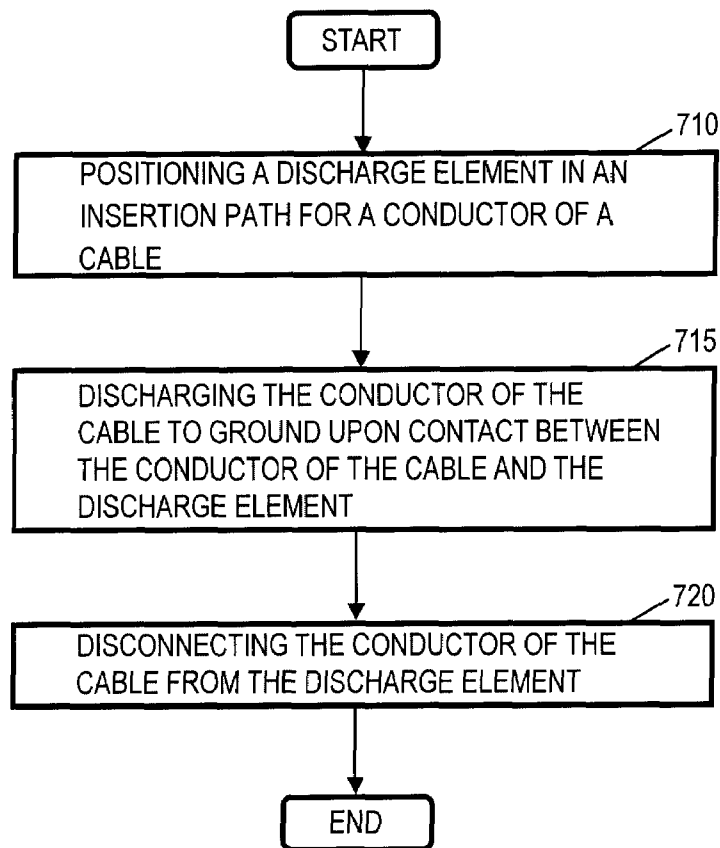 START
710
POSITIONING A DISCHARGE ELEMENT IN AN
INSERTION PATH FOR A CONDUCTOR OF A
CABLE
715
DISCHARGING THE CONDUCTOR OF THE
CABLE TO GROUND UPON CONTACT BETWEEN
THE CONDUCTOR OF THE CABLE AND THE
DISCHARGE ELEMENT
720
DISCONNECTING THE CONDUCTOR OF THE
CABLE FROM THE DISCHARGE ELEMENT
END